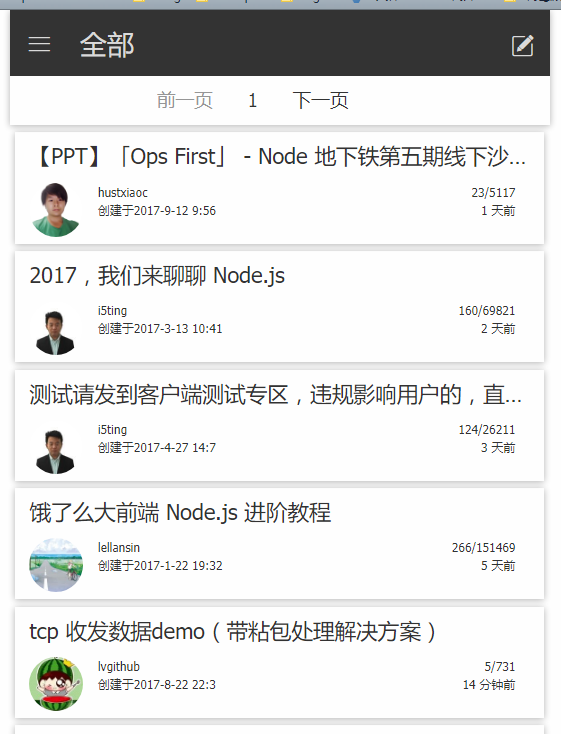 全部
前一页 1 下一页
【PPT】「Ops First」 - Node 地下铁第五期线下沙...
hustxiaoc 23/5117
创建于2017-9-12 9:56 1 天前
2017，我们来聊聊 Node.js
i5ting 160/69821
创建于2017-3-13 10:41 2 天前
测试请发到客户端测试专区，违规影响用户的，直...
i5ting 124/26211
创建于2017-4-27 14:7 3 天前
饿了么大前端 Node.js 进阶教程
lellansin 266/151469
创建于2017-1-22 19:32 5 天前
tcp 收发数据demo（带粘包处理解决方案）
lvgithub 5/731
创建于2017-8-22 22:3 14 分钟前